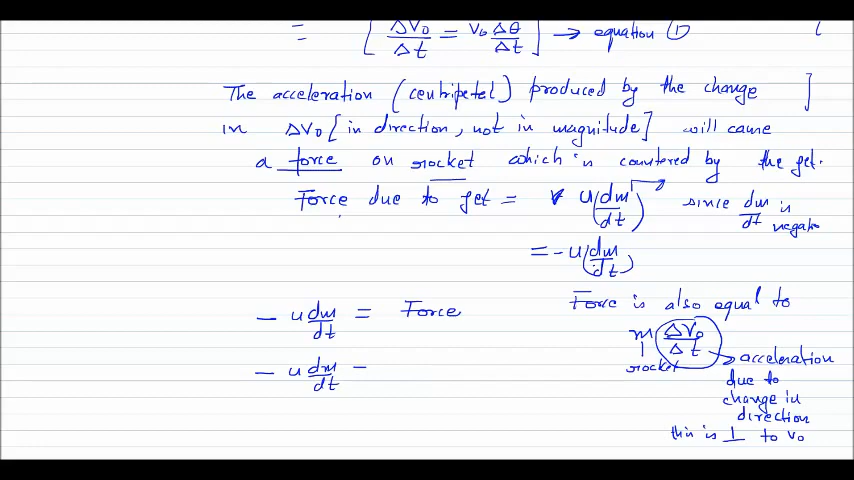 = [ ΔV₀/Δt = V₀ Δθ/Δt ] → equation ①
The acceleration (centripetel) produced by the change ]
in ΔV₀ [in direction, not in magnitude] will cause
a force on rocket which is countered by the get.
Force due to get = u(dm/dt) → since dm/dt is negative
= - u(dm/dt)
Force is also equal to
- u dm/dt = Force
m ΔV₀/Δt → acceleration
rocket
due to
change in
direction
- u dm/dt =
this is ⊥ to V₀